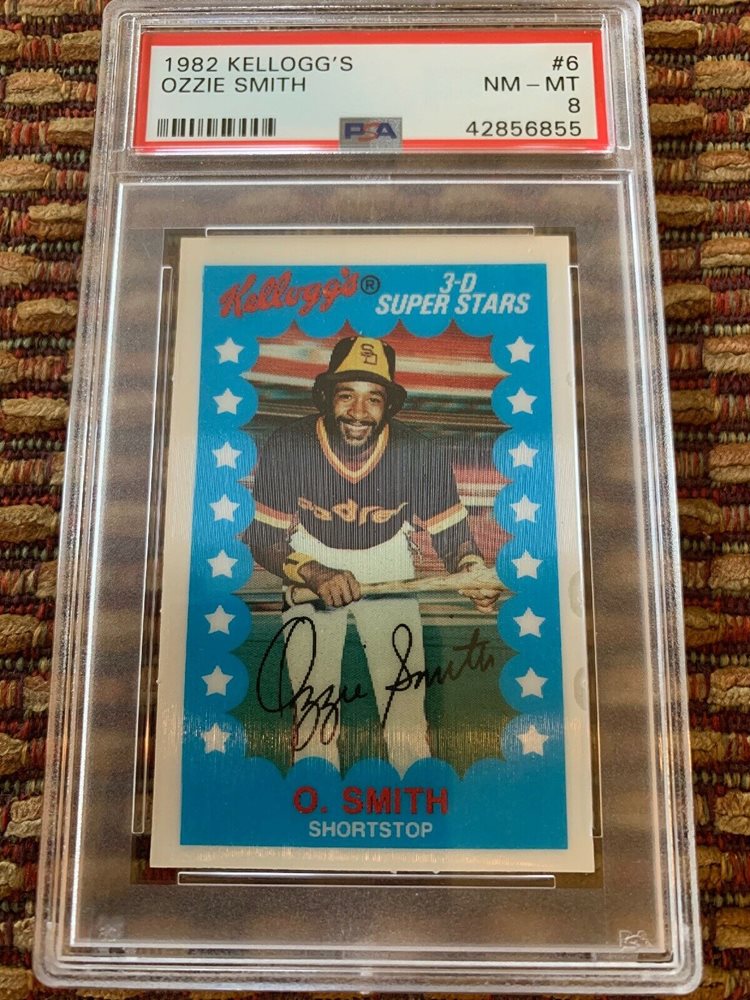 1982 KELLOGG'S #6
OZZIE SMITH NM – MT
8
PSA 42856855
Kellogg's® 3-D
SUPER STARS
SD
Ozzie Smith
O. SMITH
SHORTSTOP